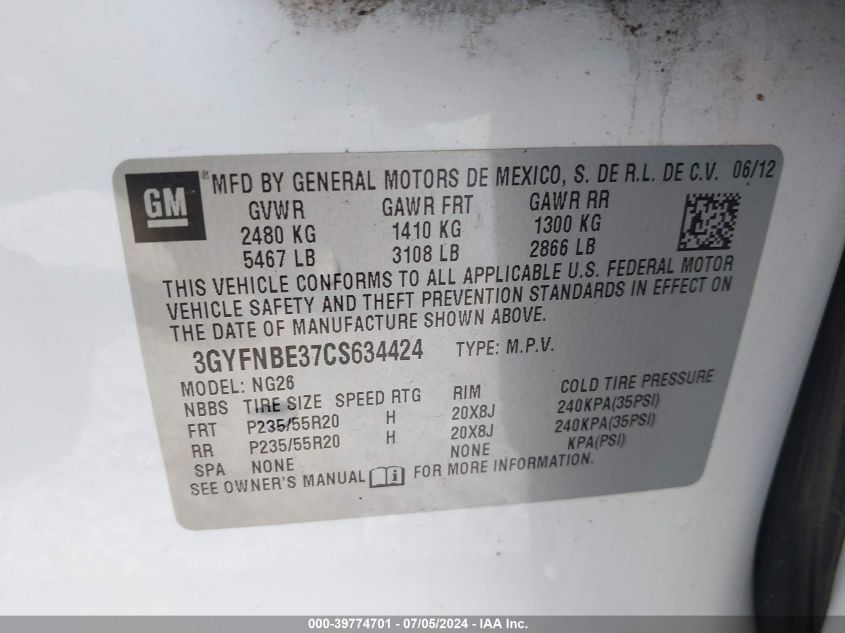 GM ® MFD BY GENERAL MOTORS DE MEXICO, S. DE R.L. DE C.V. 06/12
GVWR GAWR FRT GAWR RR
2480 KG 1410 KG 1300 KG
5467 LB 3108 LB 2866 LB
THIS VEHICLE CONFORMS TO ALL APPLICABLE U.S. FEDERAL MOTOR
VEHICLE SAFETY AND THEFT PREVENTION STANDARDS IN EFFECT ON
THE DATE OF MANUFACTURE SHOWN ABOVE.
3GYFNBE37CS634424 TYPE: M.P.V.
MODEL: NG26
NBBS TIRE SIZE SPEED RTG RIM COLD TIRE PRESSURE
FRT P235/55R20 H 20X8J 240KPA(35PSI)
RR P235/55R20 H 20X8J 240KPA(35PSI)
SPA NONE NONE KPA(PSI)
SEE OWNER'S MANUAL i FOR MORE INFORMATION.
000-39774701 - 07/05/2024 - IAA Inc.